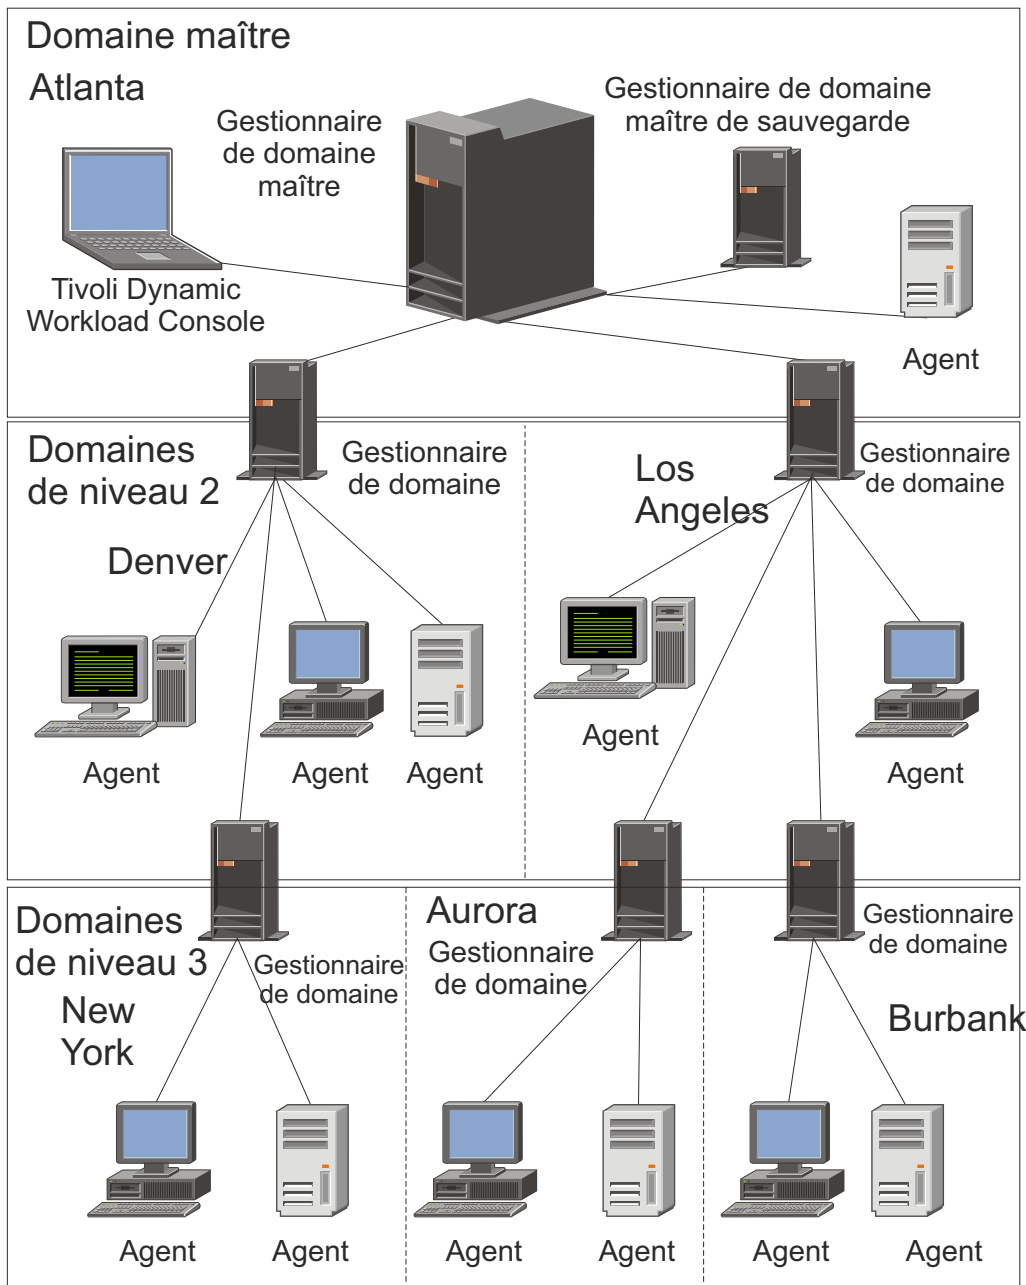 Domaine maître
Atlanta
Gestionnaire
de domaine
maître
Gestionnaire de domaine
maître de sauvegarde
Tivoli Dynamic
Workload Console
Agent
Domaines
de niveau 2
Gestionnaire
de domaine
Denver
Los
Angeles
Gestionnaire
de domaine
Agent
Agent
Agent
Agent
Agent
Domaines
de niveau 3
New
York
Gestionnaire
de domaine
Aurora
Gestionnaire
de domaine
Gestionnaire
de domaine
Burbank
Agent
Agent
Agent
Agent
Agent
Agent